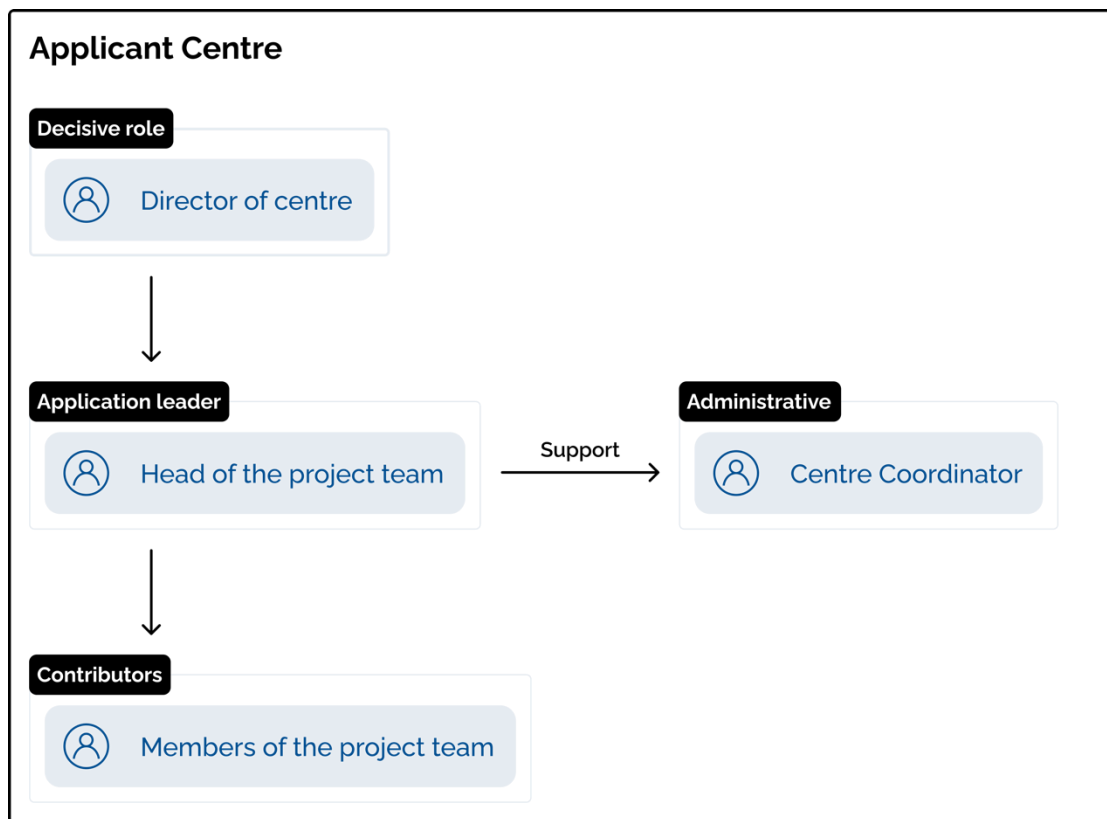 Applicant Centre
Decisive role
Director of centre
Application leader
Head of the project team
Support
Administrative
Centre Coordinator
Contributors
Members of the project team